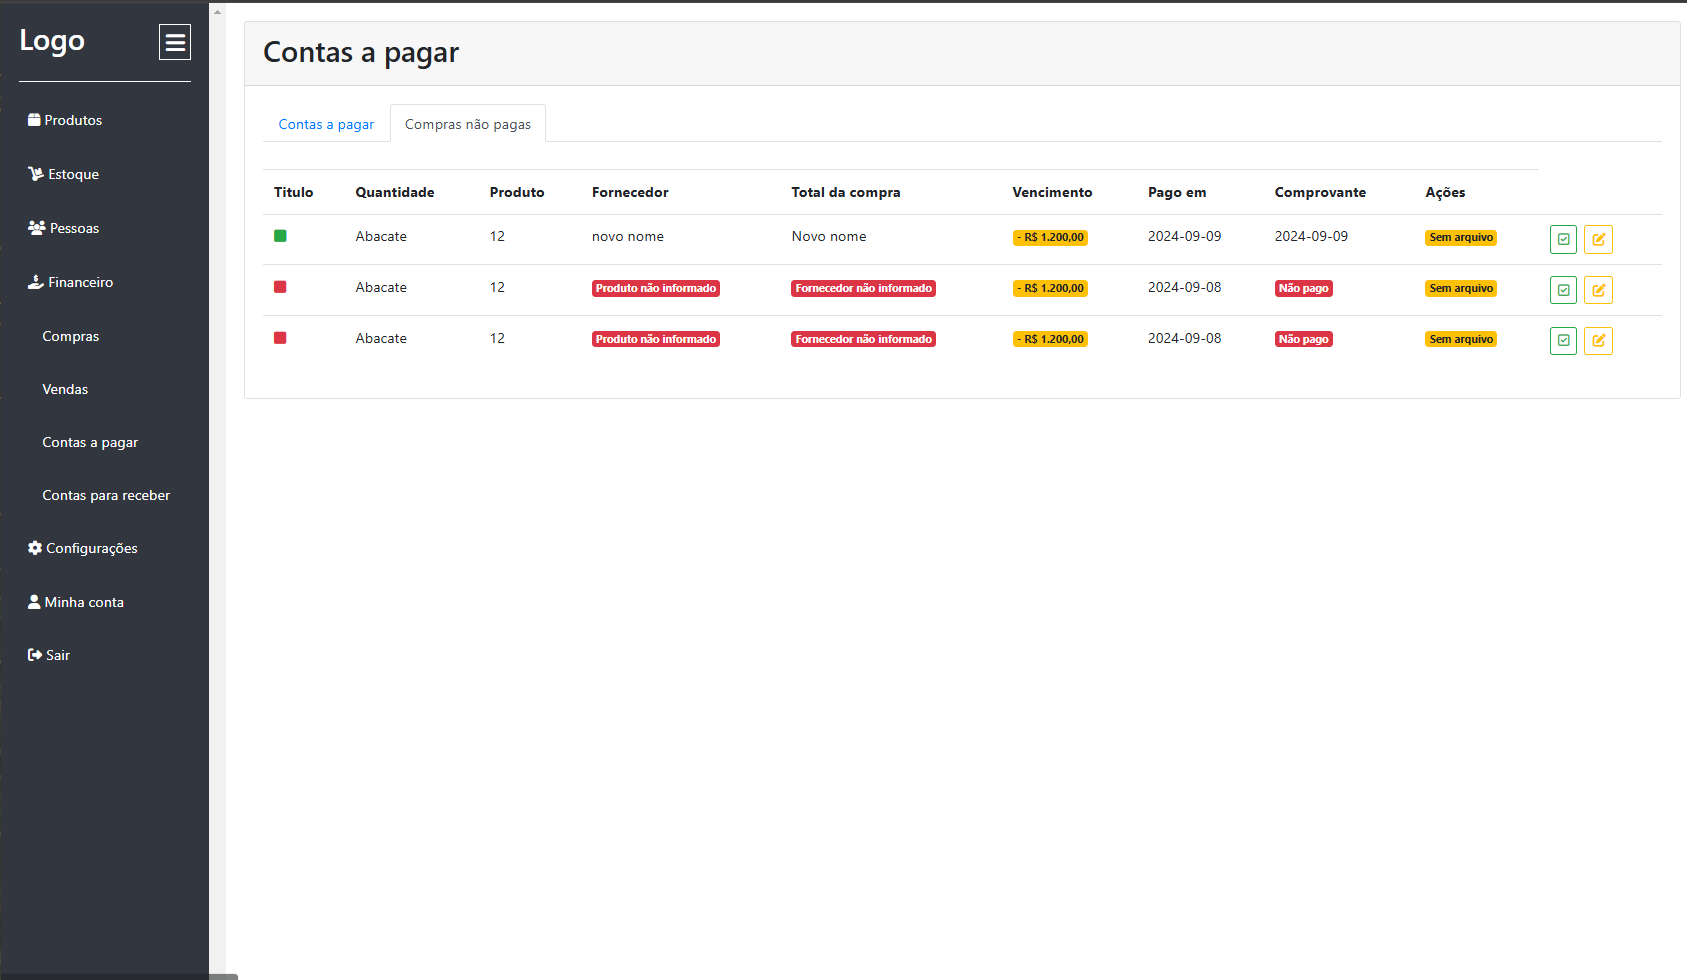 Logo
Produtos
Estoque
Pessoas
Financeiro
Compras
Vendas
Contas a pagar
Contas para receber
Configurações
Minha conta
Sair
Contas a pagar
Contas a pagar Compras não pagas
Titulo Quantidade Produto Fornecedor Total da compra Vencimento Pago em Comprovante Ações
Abacate 12 novo nome Novo nome - R$ 1.200,00 2024-09-09 2024-09-09 Sem arquivo
Abacate 12 Produto não informado Fornecedor não informado - R$ 1.200,00 2024-09-08 Não pago Sem arquivo
Abacate 12 Produto não informado Fornecedor não informado - R$ 1.200,00 2024-09-08 Não pago Sem arquivo